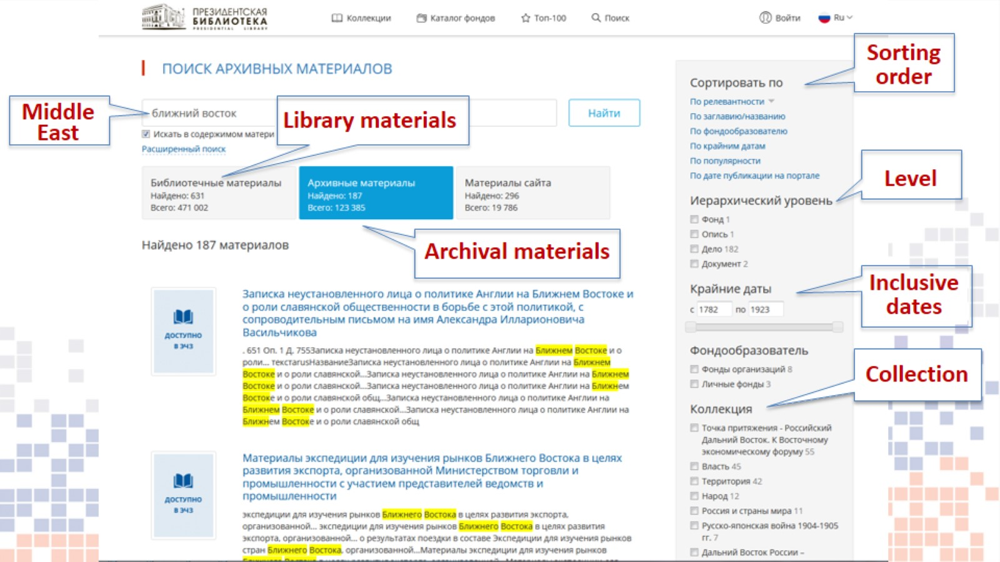 ПРЕЗИДЕНТСКАЯ
БИБЛИОТЕКА
PRESIDENTIAL LIBRARY
Коллекции
Каталог фондов
Топ-100
Поиск
Войти
Ru
Sorting
order
ПОИСК АРХИВНЫХ МАТЕРИАЛОВ
Middle
East
ближний восток
Library materials
Найти
Искать в содержимом матери
Расширенный поиск
Библиотечные материалы
Найдено: 631
Всего: 471 002
Архивные материалы
Найдено: 187
Всего: 123 385
Материалы сайта
Найдено: 296
Всего: 19 786
Archival materials
Найдено 187 материалов
ДОСТУПНО
В ЭЧЗ
Записка неустановленного лица о политике Англии на Ближнем Востоке и
о роли славянской общественности в борьбе с этой политикой, с
сопроводительным письмом на имя Александра Илларионовича
Васильчикова
. 651 Оп. 1 Д. 755Записка неустановленного лица о политике Англии на Ближнем Востоке и о
роли... текстarusНазваниеЗаписка неустановленного лица о политике Англии на Ближнем
Востоке и о роли славянской...Записка неустановленного лица о политике Англии на Ближнем
Востоке и о роли славянской...Записка неустановленного лица о политике Англии на Ближнем
Востоке и о роли славянской общ...Записка неустановленного лица о политике Англии на
Ближнем Востоке и о роли славянской...Записка неустановленного лица о политике Англии на
Ближнем Востоке и о роли славянской общ
ДОСТУПНО
В ЭЧЗ
Материалы экспедиции для изучения рынков Ближнего Востока в целях
развития экспорта, организованной Министерством торговли и
промышленности с участием представителей ведомств и
промышленности
экспедиции для изучения рынков Ближнего Востока в целях развития экспорта,
организованной... экспедиции для изучения рынков Ближнего Востока в целях развития
экспорта, организованной... о результатах поездки в составе Экспедиции для изучения рынков
стран Ближнего Востока, организованной...Материалы экспедиции для изучения рынков
Сортировать по
По релевантности
По заглавию/названию
По фондообразователю
По крайним датам
По популярности
По дате публикации на портале
Level
Иерархический уровень
Фонд 1
Опись 1
Дело 182
Документ 2
Inclusive
dates
Крайние даты
с 1782 по 1923
Фондообразователь
Фонды организаций 8
Личные фонды 3
Collection
Коллекция
Точка притяжения - Российский
Дальний Восток. К Восточному
экономическому форуму 55
Власть 45
Территория 42
Народ 12
Россия и страны мира 11
Русско-японская война 1904-1905
гг. 7
Дальний Восток России –